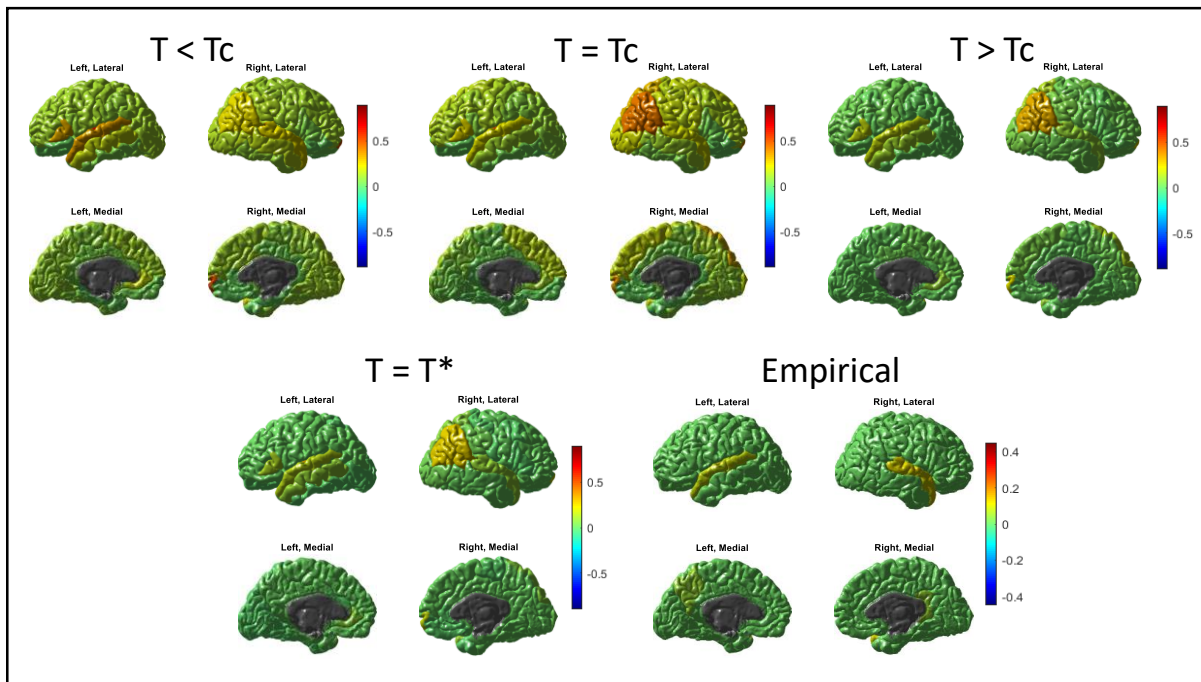 T < Tc
T = Tc
T > Tc
Left, Lateral
Right, Lateral
Left, Lateral
Right, Lateral
Left, Lateral
Right, Lateral
0.5
0
-0.5
0.5
0
-0.5
0.5
0
-0.5
Left, Medial
Right, Medial
Left, Medial
Right, Medial
Left, Medial
Right, Medial
T = T*
Empirical
Left, Lateral
Right, Lateral
Left, Lateral
Right, Lateral
0.5
0
-0.5
0.4
0.2
0
-0.2
-0.4
Left, Medial
Right, Medial
Left, Medial
Right, Medial